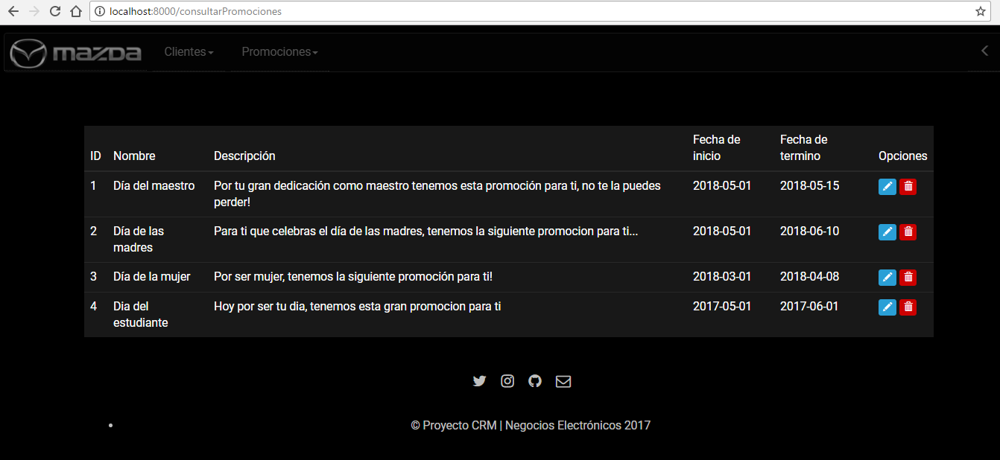 localhost:8000/consultarPromociones
mazda Clientes Promociones
ID Nombre Descripción Fecha de inicio Fecha de termino Opciones
1 Día del maestro Por tu gran dedicación como maestro tenemos esta promoción para ti, no te la puedes perder! 2018-05-01 2018-05-15
2 Día de las madres Para ti que celebras el día de las madres, tenemos la siguiente promocion para ti... 2018-05-01 2018-06-10
3 Día de la mujer Por ser mujer, tenemos la siguiente promoción para ti! 2018-03-01 2018-04-08
4 Dia del estudiante Hoy por ser tu dia, tenemos esta gran promocion para ti 2017-05-01 2017-06-01
© Proyecto CRM | Negocios Electrónicos 2017